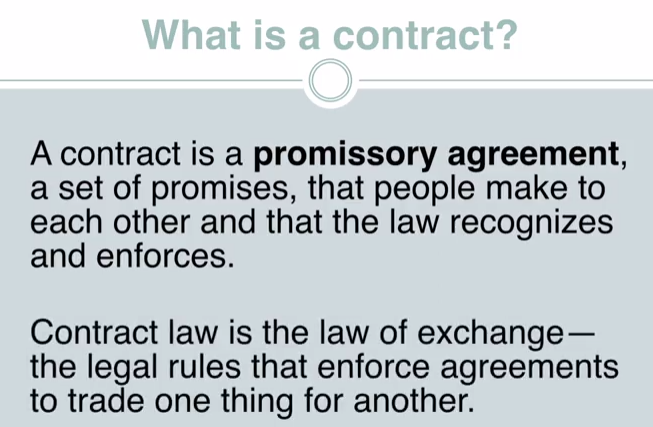 What is a contract?
A contract is a promissory agreement,
a set of promises, that people make to
each other and that the law recognizes
and enforces.
Contract law is the law of exchange—
the legal rules that enforce agreements
to trade one thing for another.